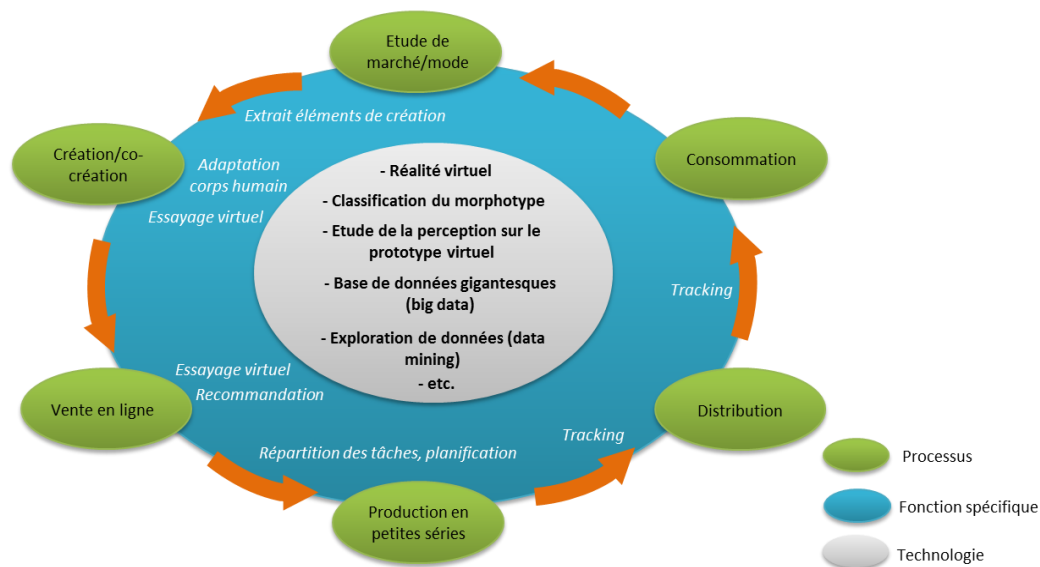 Etude de
marché/mode
Extrait éléments de création
Création/co-
création
Adaptation
corps humain
Essayage virtuel
Consommation
- Réalité virtuel
- Classification du morphotype
- Etude de la perception sur le
prototype virtuel
- Base de données gigantesques
(big data)
- Exploration de données (data
mining)
- etc.
Tracking
Essayage virtuel
Recommandation
Vente en ligne
Distribution
Répartition des tâches, planification
Tracking
Production en
petites séries
Processus
Fonction spécifique
Technologie